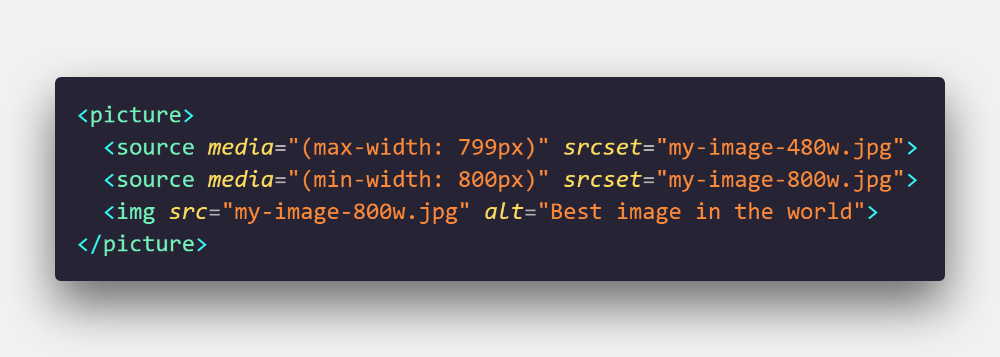 <picture>
<source media="(max-width: 799px)" srcset="my-image-480w.jpg">
<source media="(min-width: 800px)" srcset="my-image-800w.jpg">
<img src="my-image-800w.jpg" alt="Best image in the world">
</picture>